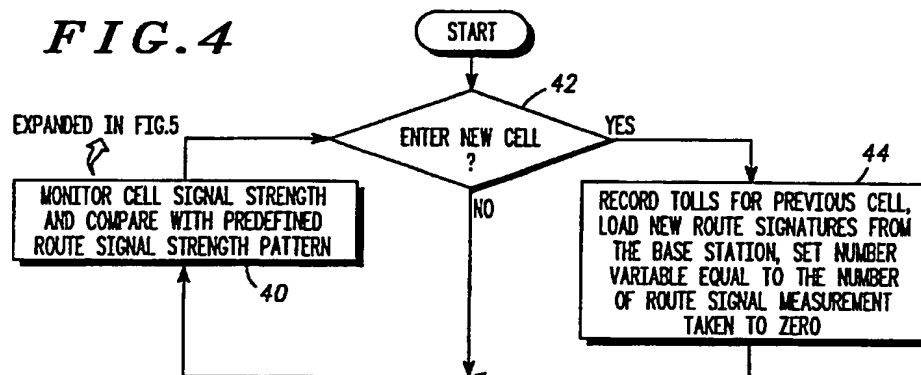 FIG.4
START
42
ENTER NEW CELL
?
YES
NO
EXPANDED IN FIG.5
MONITOR CELL SIGNAL STRENGTH
AND COMPARE WITH PREDEFINED
ROUTE SIGNAL STRENGTH PATTERN
40
44
RECORD TOLLS FOR PREVIOUS CELL,
LOAD NEW ROUTE SIGNATURES FROM
THE BASE STATION, SET NUMBER
VARIABLE EQUAL TO THE NUMBER
OF ROUTE SIGNAL MEASUREMENT
TAKEN TO ZERO